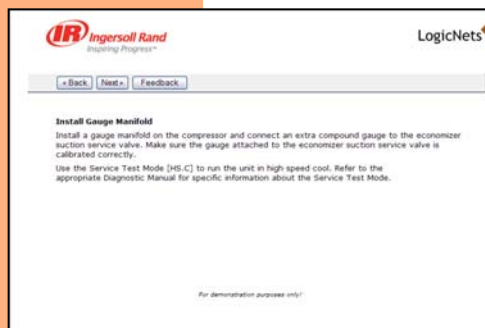 IR Ingersoll Rand
Inspiring Progress™
LogicNets
« Back Next » Feedback
Install Gauge Manifold
Install a gauge manifold on the compressor and connect an extra compound gauge to the economizer
suction service valve. Make sure the gauge attached to the economizer suction service valve is
calibrated correctly.
Use the Service Test Mode [HS.C] to run the unit in high speed cool. Refer to the
appropriate Diagnostic Manual for specific information about the Service Test Mode.
For demonstration purposes only!